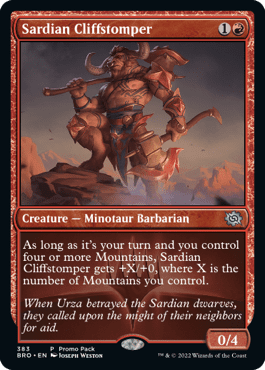 Sardian Cliffstomper 1
Creature — Minotaur Barbarian
As long as it's your turn and you control
four or more Mountains, Sardian
Cliffstomper gets +X/+0, where X is the
number of Mountains you control.
When Urza betrayed the Sardian dwarves,
they called upon the might of their neighbors
for aid.
0/4
383 P Promo Pack
BRO • EN Joseph Weston ™ & © 2022 Wizards of the Coast